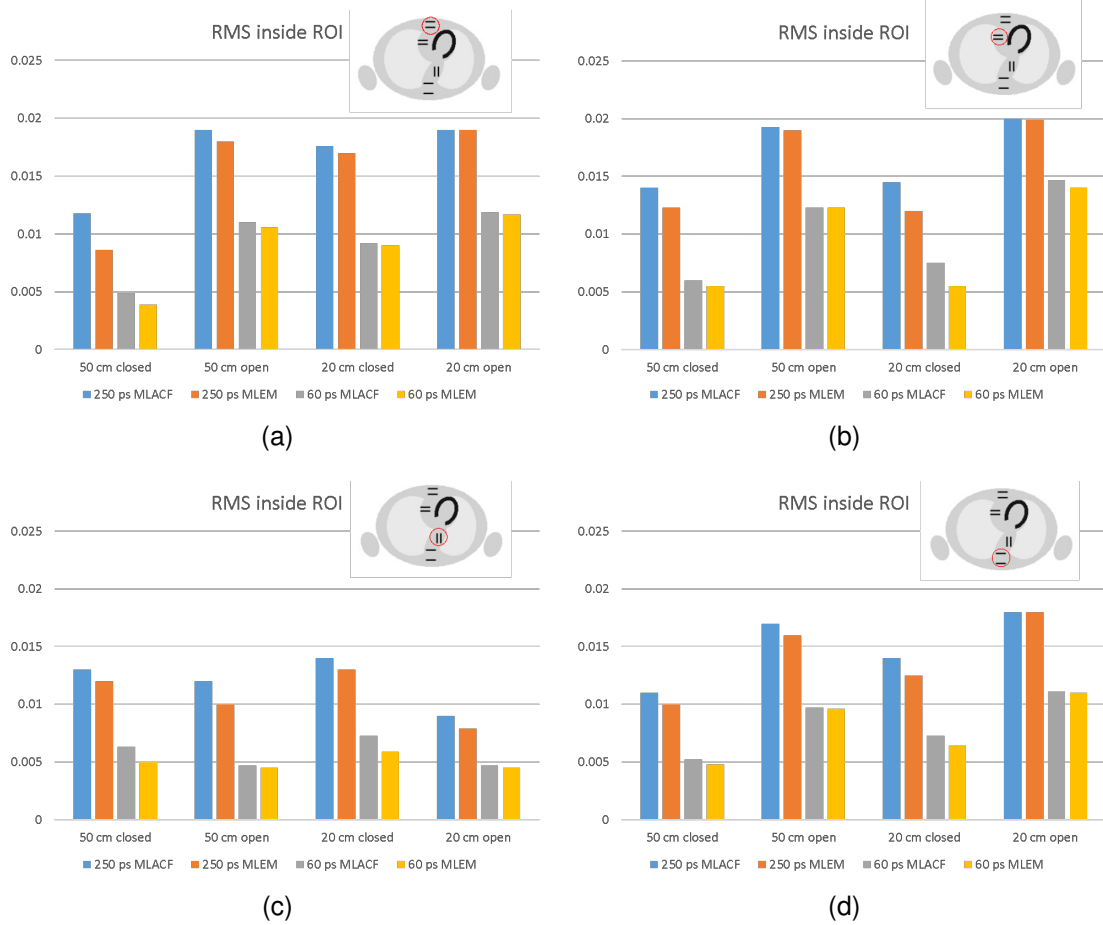 RMS inside ROI
0.025
0.02
0.015
0.01
0.005
0
50 cm closed 50 cm open 20 cm closed 20 cm open
250 ps MLACF 250 ps MLEM 60 ps MLACF 60 ps MLEM
(a)
RMS inside ROI
0.025
0.02
0.015
0.01
0.005
0
50 cm closed 50 cm open 20 cm closed 20 cm open
250 ps MLACF 250 ps MLEM 60 ps MLACF 60 ps MLEM
(b)
RMS inside ROI
0.025
0.02
0.015
0.01
0.005
0
50 cm closed 50 cm open 20 cm closed 20 cm open
250 ps MLACF 250 ps MLEM 60 ps MLACF 60 ps MLEM
(c)
RMS inside ROI
0.025
0.02
0.015
0.01
0.005
0
50 cm closed 50 cm open 20 cm closed 20 cm open
250 ps MLACF 250 ps MLEM 60 ps MLACF 60 ps MLEM
(d)